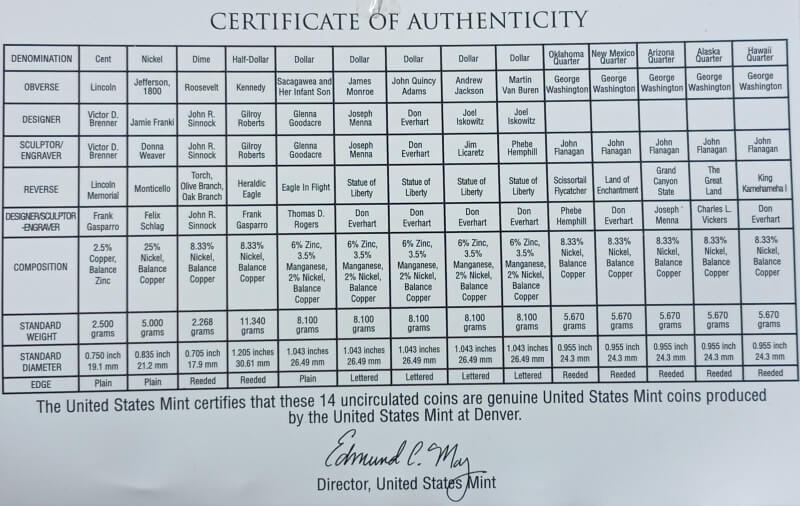 CERTIFICATE OF AUTHENTICITY
DENOMINATION Cent Nickel Dime Half-Dollar Dollar Dollar Dollar Dollar Dollar Oklahoma Quarter New Mexico Quarter Arizona Quarter Alaska Quarter Hawaii Quarter
OBVERSE Lincoln Jefferson, 1800 Roosevelt Kennedy Sacagawea and Her Infant Son James Monroe John Quincy Adams Andrew Jackson Martin Van Buren George Washington George Washington George Washington George Washington George Washington
DESIGNER Victor D. Brenner Jamie Franki John R. Sinnock Gilroy Roberts Glenna Goodacre Joseph Menna Don Everhart Joel Iskowitz Joel Iskowitz
SCULPTOR/ ENGRAVER Victor D. Brenner Donna Weaver John R. Sinnock Gilroy Roberts Glenna Goodacre Joseph Menna Don Everhart Jim Licaretz Phebe Hemphill John Flanagan John Flanagan John Flanagan John Flanagan John Flanagan
REVERSE Lincoln Memorial Monticello Torch, Olive Branch, Oak Branch Heraldic Eagle Eagle In Flight Statue of Liberty Statue of Liberty Statue of Liberty Statue of Liberty Scissortail Flycatcher Land of Enchantment Grand Canyon State The Great Land King Kamehameha I
DESIGNER/SCULPTOR -ENGRAVER Frank Gasparro Felix Schlag John R. Sinnock Frank Gasparro Thomas D. Rogers Don Everhart Don Everhart Don Everhart Don Everhart Phebe Hemphill Don Everhart Joseph Menna Charles L. Vickers Don Everhart
COMPOSITION 2.5% Copper, Balance Zinc 25% Nickel, Balance Copper 8.33% Nickel, Balance Copper 8.33% Nickel, Balance Copper 6% Zinc, 3.5% Manganese, 2% Nickel, Balance Copper 6% Zinc, 3.5% Manganese, 2% Nickel, Balance Copper 6% Zinc, 3.5% Manganese, 2% Nickel, Balance Copper 6% Zinc, 3.5% Manganese, 2% Nickel, Balance Copper 6% Zinc, 3.5% Manganese, 2% Nickel, Balance Copper 8.33% Nickel, Balance Copper 8.33% Nickel, Balance Copper 8.33% Nickel, Balance Copper 8.33% Nickel, Balance Copper 8.33% Nickel, Balance Copper
STANDARD WEIGHT 2.500 grams 5.000 grams 2.268 grams 11.340 grams 8.100 grams 8.100 grams 8.100 grams 8.100 grams 8.100 grams 5.670 grams 5.670 grams 5.670 grams 5.670 grams 5.670 grams
STANDARD DIAMETER 0.750 inch 19.1 mm 0.835 inch 21.2 mm 0.705 inch 17.9 mm 1.205 inches 30.61 mm 1.043 inches 26.49 mm 1.043 inches 26.49 mm 1.043 inches 26.49 mm 1.043 inches 26.49 mm 1.043 inches 26.49 mm 0.955 inch 24.3 mm 0.955 inch 24.3 mm 0.955 inch 24.3 mm 0.955 inch 24.3 mm 0.955 inch 24.3 mm
EDGE Plain Plain Reeded Reeded Plain Lettered Lettered Lettered Lettered Reeded Reeded Reeded Reeded Reeded
The United States Mint certifies that these 14 uncirculated coins are genuine United States Mint coins produced
by the United States Mint at Denver.
Edmund C. Moy
Director, United States Mint